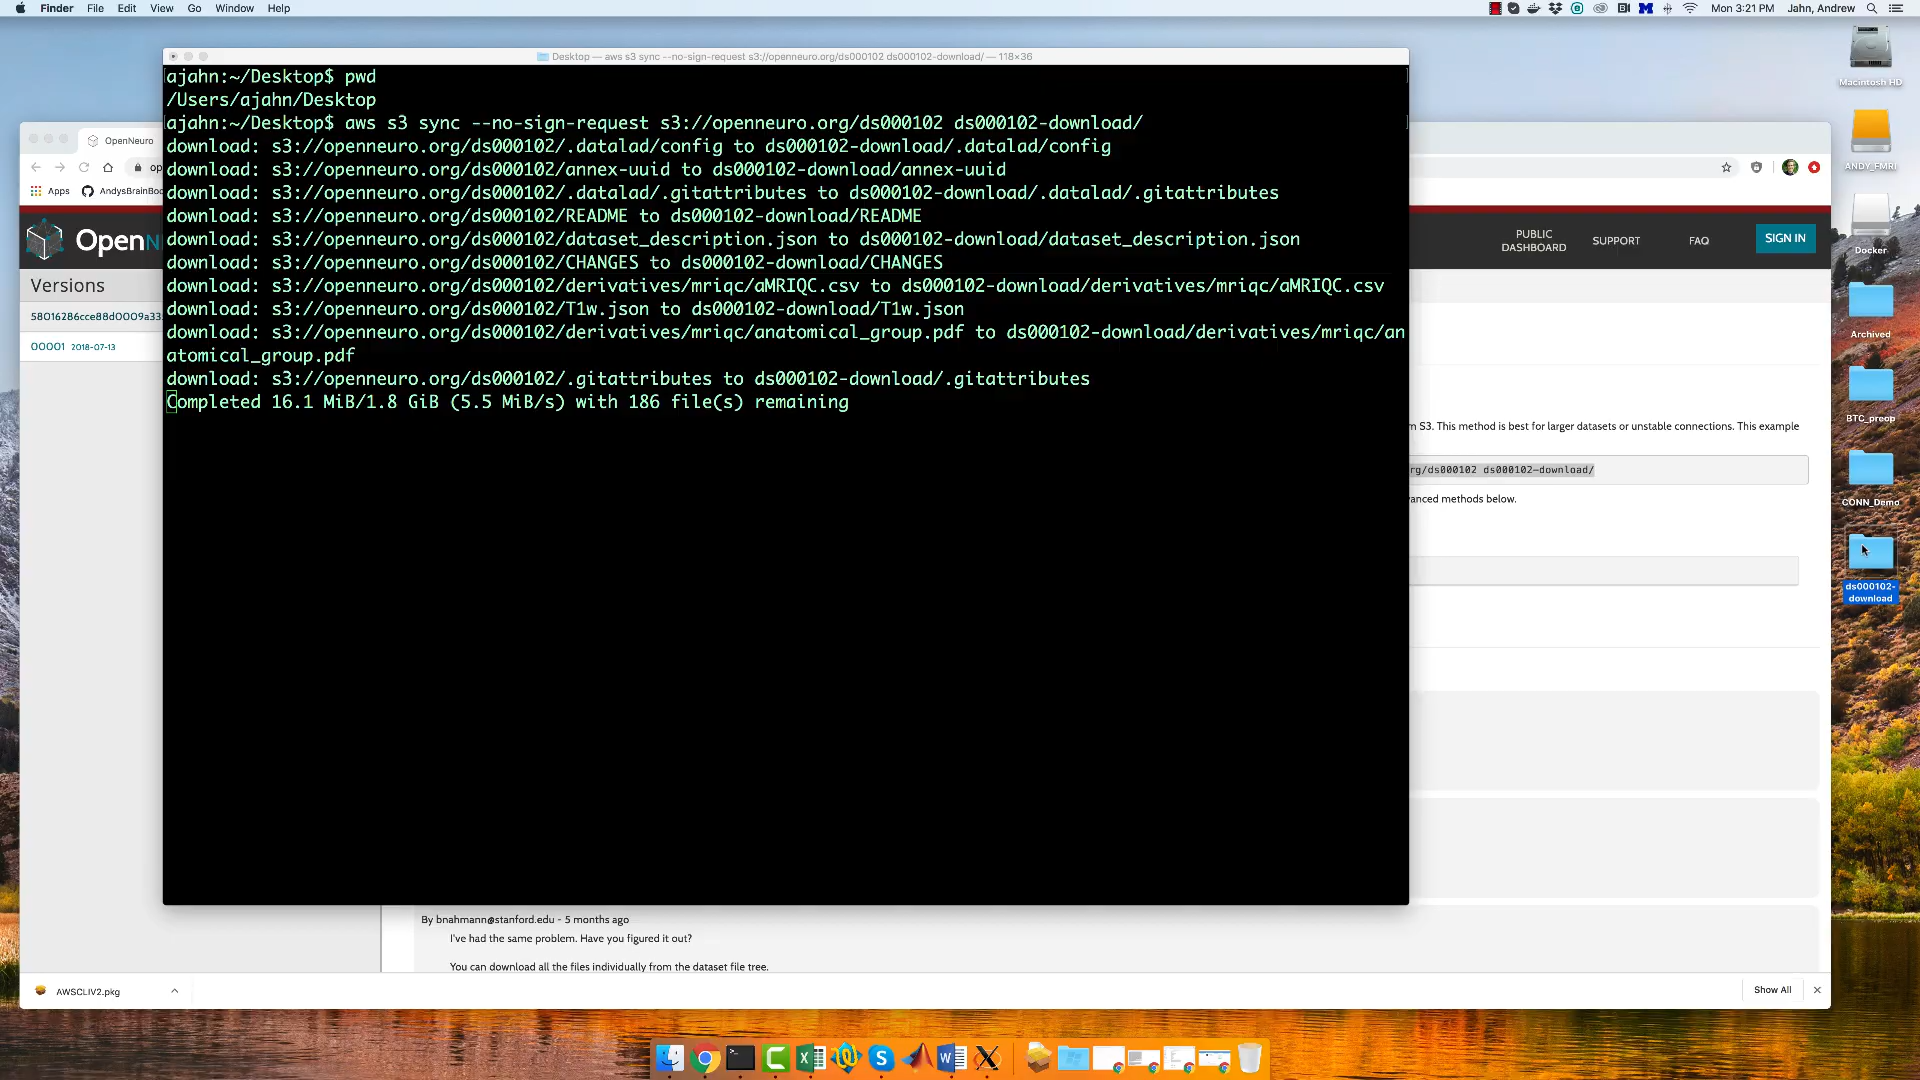 Finder File Edit View Go Window Help
Mon 3:21 PM Jahn, Andrew
Desktop — aws s3 sync --no-sign-request s3://openneuro.org/ds000102 ds000102-download/ — 118×36
ajahn:~/Desktop$ pwd
/Users/ajahn/Desktop
ajahn:~/Desktop$ aws s3 sync --no-sign-request s3://openneuro.org/ds000102 ds000102-download/
download: s3://openneuro.org/ds000102/.datalad/config to ds000102-download/.datalad/config
download: s3://openneuro.org/ds000102/annex-uuid to ds000102-download/annex-uuid
download: s3://openneuro.org/ds000102/.datalad/.gitattributes to ds000102-download/.datalad/.gitattributes
download: s3://openneuro.org/ds000102/README to ds000102-download/README
download: s3://openneuro.org/ds000102/dataset_description.json to ds000102-download/dataset_description.json
download: s3://openneuro.org/ds000102/CHANGES to ds000102-download/CHANGES
download: s3://openneuro.org/ds000102/derivatives/mriqc/aMRIQC.csv to ds000102-download/derivatives/mriqc/aMRIQC.csv
download: s3://openneuro.org/ds000102/T1w.json to ds000102-download/T1w.json
download: s3://openneuro.org/ds000102/derivatives/mriqc/anatomical_group.pdf to ds000102-download/derivatives/mriqc/an
atomical_group.pdf
download: s3://openneuro.org/ds000102/.gitattributes to ds000102-download/.gitattributes
Completed 16.1 MiB/1.8 GiB (5.5 MiB/s) with 186 file(s) remaining
OpenNeuro
op
Apps AndysBrainBo
OpenN
Versions
58016286cce88d0009a33
00001 2018-07-13
PUBLIC
DASHBOARD
SUPPORT
FAQ
SIGN IN
m S3. This method is best for larger datasets or unstable connections. This example
rg/ds000102 ds000102-download/
vanced methods below.
By bnahmann@stanford.edu - 5 months ago
I've had the same problem. Have you figured it out?
You can download all the files individually from the dataset file tree.
AWSCLIV2.pkg
Show All
Macintosh HD
ANDY_FMRI
Docker
Archived
BTC_preop
CONN_Demo
ds000102-
download